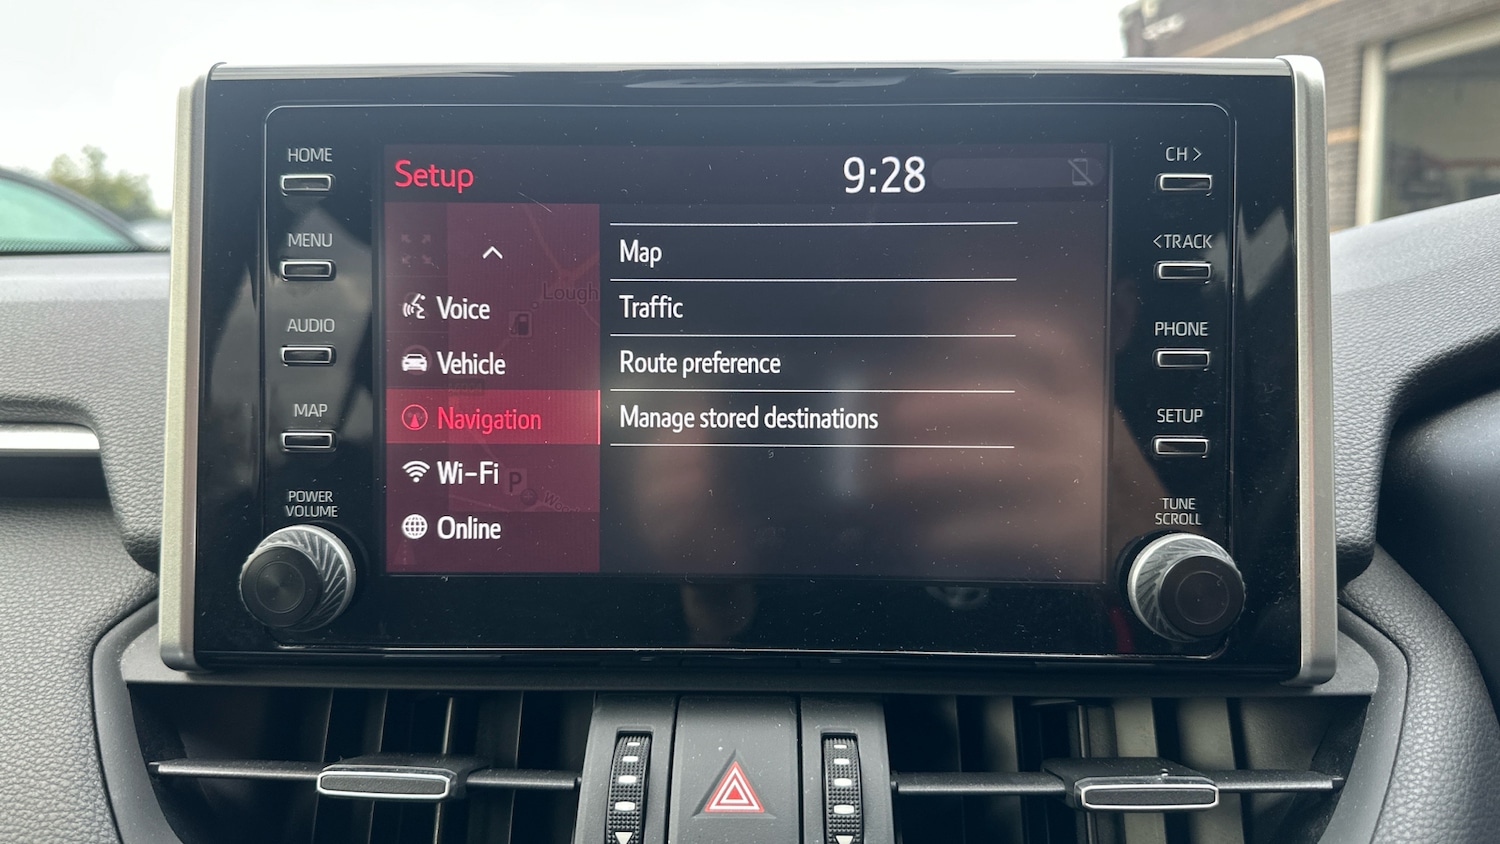 HOME
MENU
AUDIO
MAP
POWER
VOLUME
Setup
9:28
Lough
Voice
Vehicle
Navigation
Wi-Fi
P
Online
Map
Traffic
Route preference
Manage stored destinations
CH >
<TRACK
PHONE
SETUP
TUNE
SCROLL